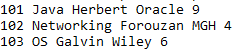 101 Java Herbert Oracle 9
102 Networking Forouzan MGH 4
103 OS Galvin Wiley 6